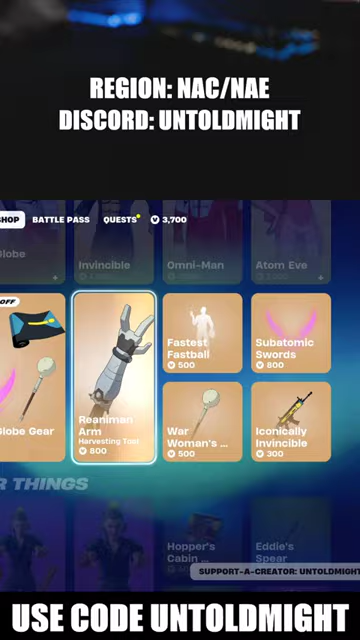 REGION: NAC/NAE
DISCORD: UNTOLDMIGHT
SHOP
BATTLE PASS
QUESTS
3,700
Globe
Invincible
Omni-Man
Atom Eve
OFF
Globe Gear
Reaniman
Arm
Harvesting Tool
800
Fastest
Fastball
500
Subatomic
Swords
800
War
Woman's ...
500
Iconically
Invincible
300
R THINGS
Hopper's
Cabin ...
Eddie's
Spear
SUPPORT-A-CREATOR: UNTOLDMIGHT
USE CODE UNTOLDMIGHT